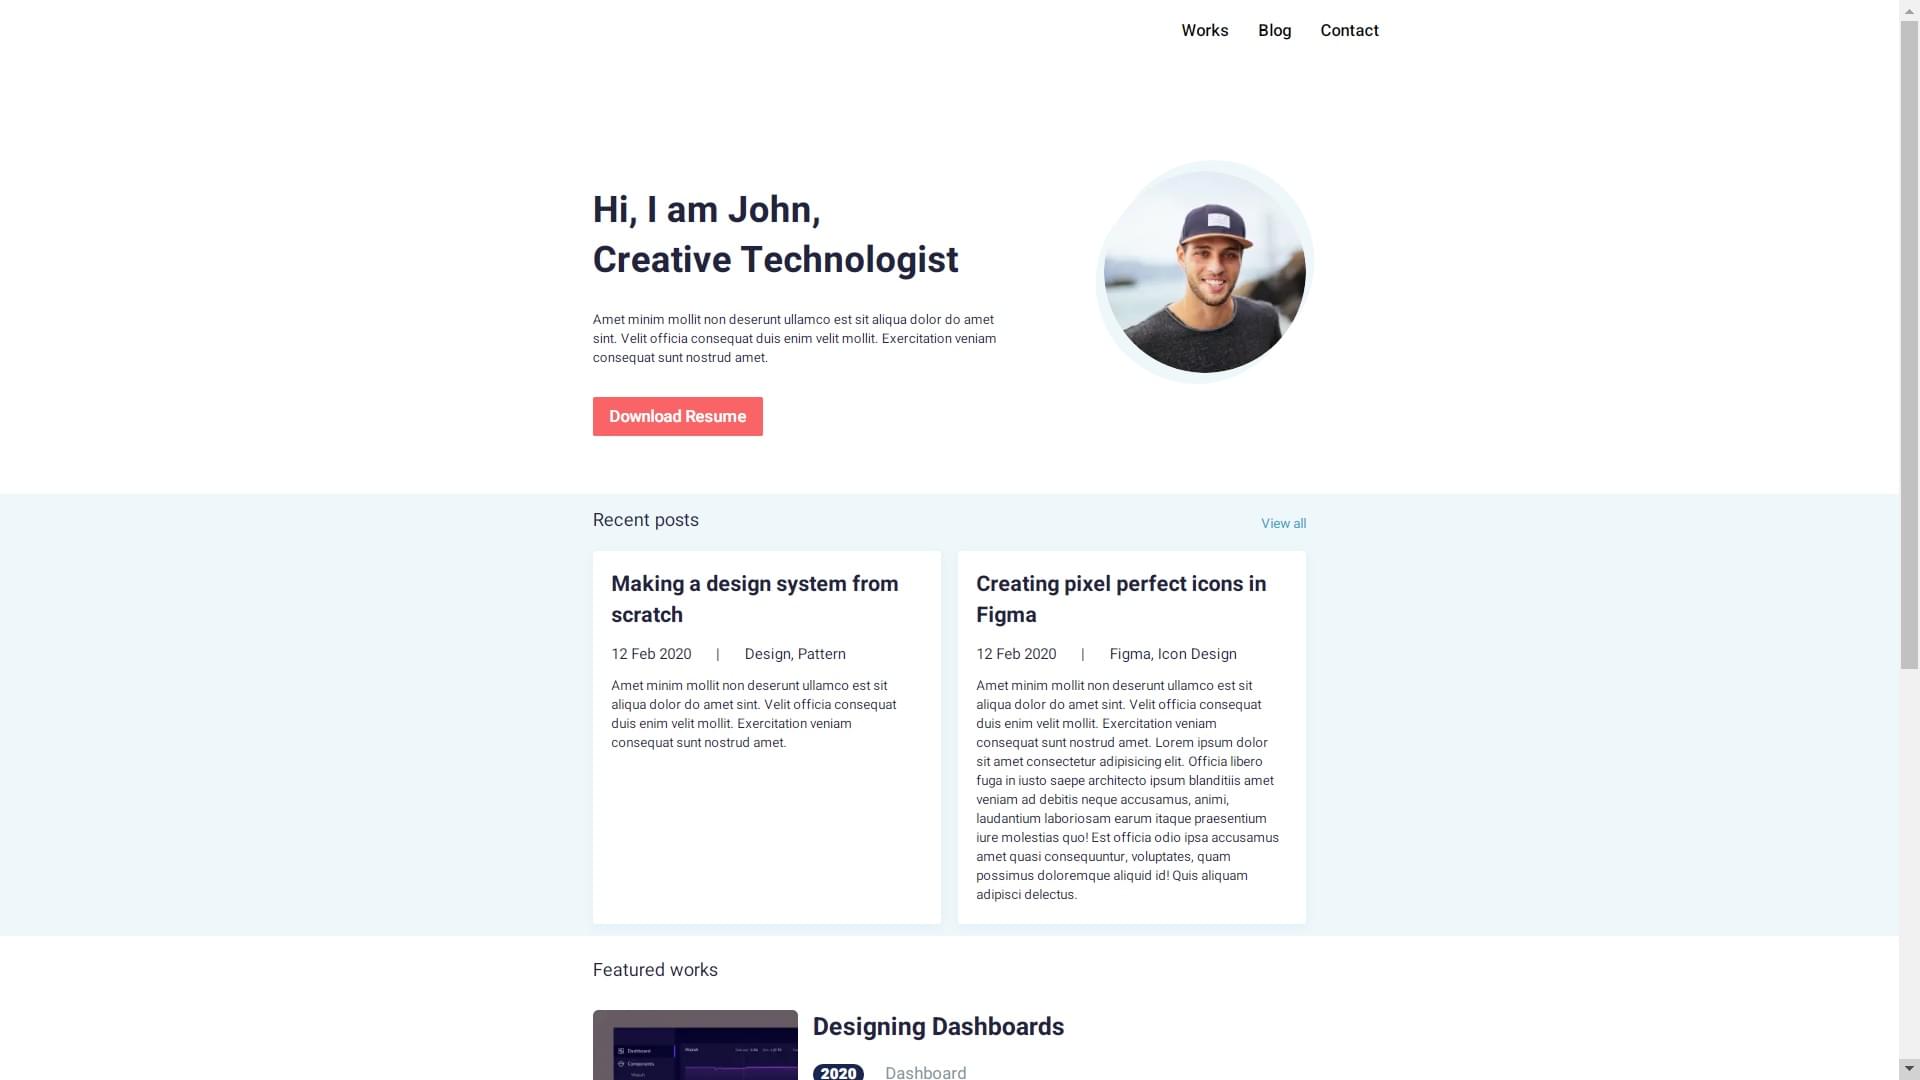 Works Blog Contact
Hi, I am John,
Creative Technologist
Amet minim mollit non deserunt ullamco est sit aliqua dolor do amet
sint. Velit officia consequat duis enim velit mollit. Exercitation veniam
consequat sunt nostrud amet.
Download Resume
Recent posts
View all
Making a design system from
scratch
12 Feb 2020 | Design, Pattern
Amet minim mollit non deserunt ullamco est sit
aliqua dolor do amet sint. Velit officia consequat
duis enim velit mollit. Exercitation veniam
consequat sunt nostrud amet.
Creating pixel perfect icons in
Figma
12 Feb 2020 | Figma, Icon Design
Amet minim mollit non deserunt ullamco est sit
aliqua dolor do amet sint. Velit officia consequat
duis enim velit mollit. Exercitation veniam
consequat sunt nostrud amet. Lorem ipsum dolor
sit amet consectetur adipisicing elit. Officia libero
fuga in iusto saepe architecto ipsum blanditiis amet
veniam ad debitis neque accusamus, animi,
laudantium laboriosam earum itaque praesentium
iure molestias quo! Est officia odio ipsa accusamus
amet quasi consequuntur, voluptates, quam
possimus doloremque aliquid id! Quis aliquam
adipisci delectus.
Featured works
Dashboard
Components
Designing Dashboards
2020 Dashboard